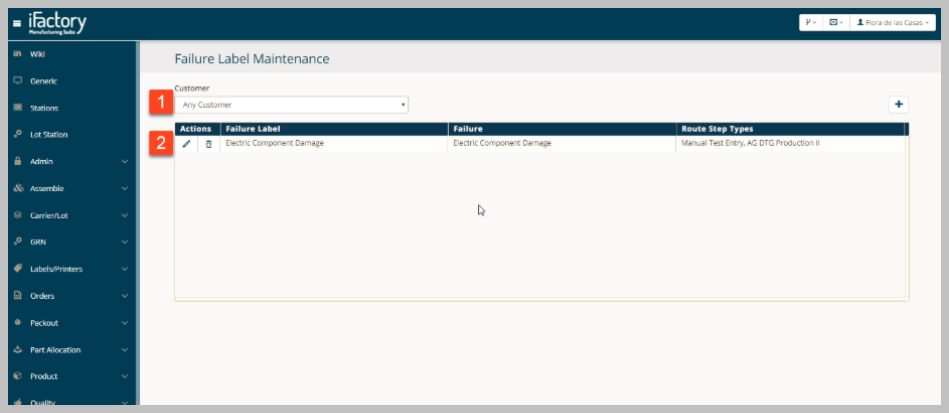 iFactory
Manufacturing Suite
Flora de las Casas
Wiki
Generic
Stations
Lot Station
Admin
Assemble
Carrier/Lot
GRN
Labels/Printers
Orders
Packout
Part Allocation
Product
Quality
Failure Label Maintenance
Customer
1
Any Customer
2
Actions Failure Label Failure Route Step Types
Electric Component Damage Electric Component Damage Manual Test Entry, AG DTG Production II